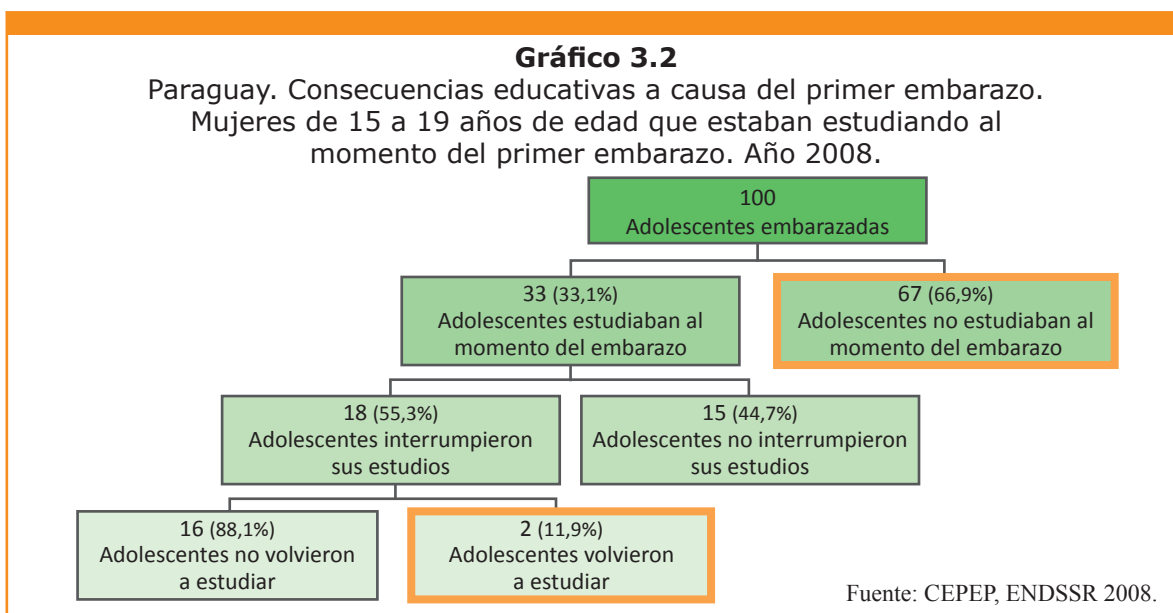 Gráfico 3.2
Paraguay. Consecuencias educativas a causa del primer embarazo.
Mujeres de 15 a 19 años de edad que estaban estudiando al
momento del primer embarazo. Año 2008.
100
Adolescentes embarazadas
33 (33,1%)
Adolescentes estudiaban al
momento del embarazo
67 (66,9%)
Adolescentes no estudiaban al
momento del embarazo
18 (55,3%)
Adolescentes interrumpieron
sus estudios
15 (44,7%)
Adolescentes no interrumpieron
sus estudios
16 (88,1%)
Adolescentes no volvieron
a estudiar
2 (11,9%)
Adolescentes volvieron
a estudiar
Fuente: CEPEP, ENDSSR 2008.